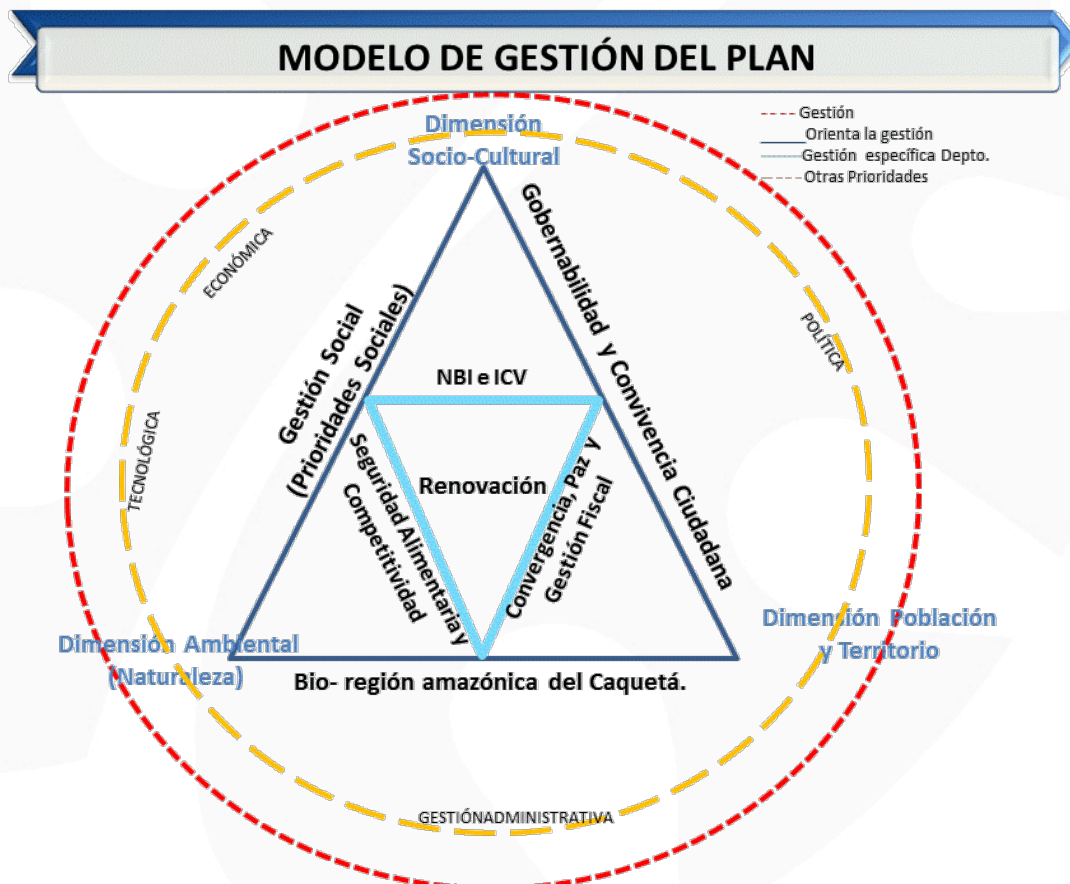 MODELO DE GESTIÓN DEL PLAN
Dimensión
Socio-Cultural
Gestión
Orienta la gestión
Gestión específica Depto.
Otras Prioridades
ECONÓMICA
POLÍTICA
TECNOLÓGICA
Gestión Social
(Prioridades Sociales)
Gobernabilidad y Convivencia Ciudadana
NBI e ICV
Renovación
Seguridad Alimentaria y
Competitividad
Convergencia, Paz y
Gestión Fiscal
Dimensión Ambiental
(Naturaleza)
Dimensión Población
y Territorio
Bio- región amazónica del Caquetá.
GESTIÓNADMINISTRATIVA